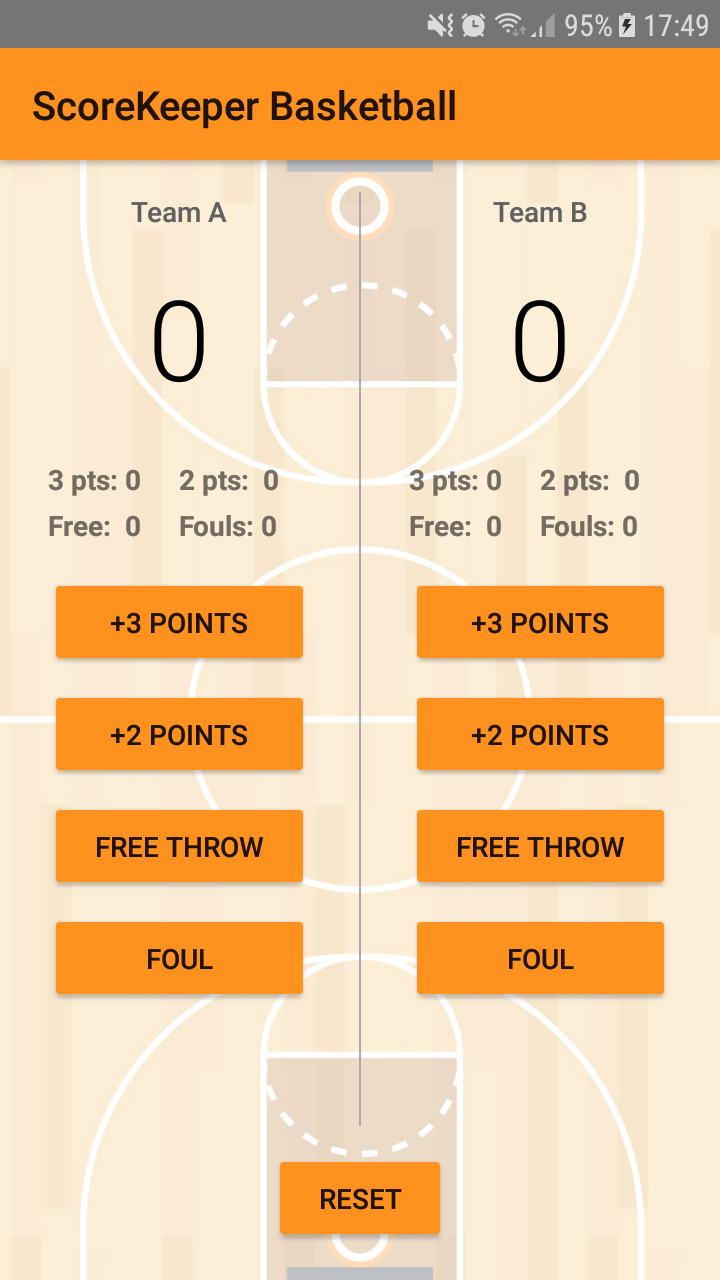 95% 17:49
ScoreKeeper Basketball
Team A
Team B
0
0
3 pts: 0 2 pts: 0
3 pts: 0 2 pts: 0
Free: 0 Fouls: 0
Free: 0 Fouls: 0
+3 POINTS
+3 POINTS
+2 POINTS
+2 POINTS
FREE THROW
FREE THROW
FOUL
FOUL
RESET